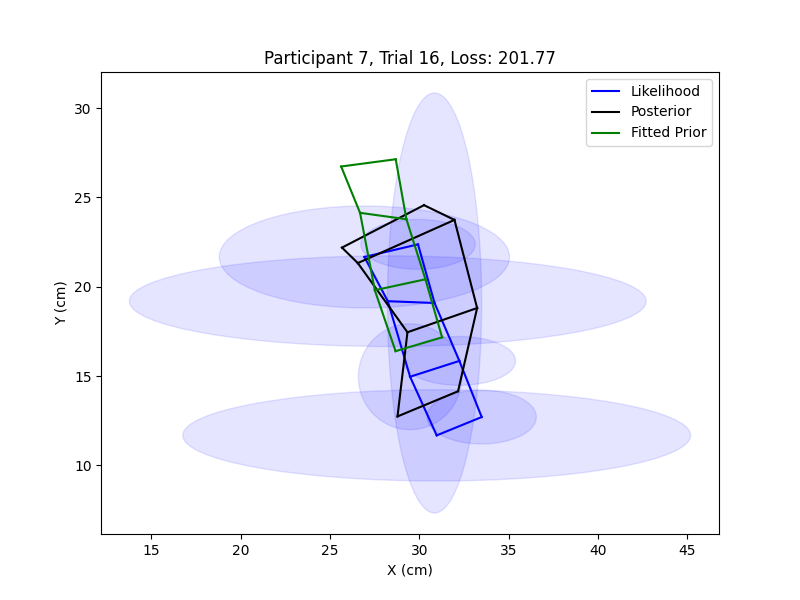 Participant 7, Trial 16, Loss: 201.77
Likelihood
Posterior
Fitted Prior
30
25
20
15
10
Y (cm)
15 20 25 30 35 40 45
X (cm)